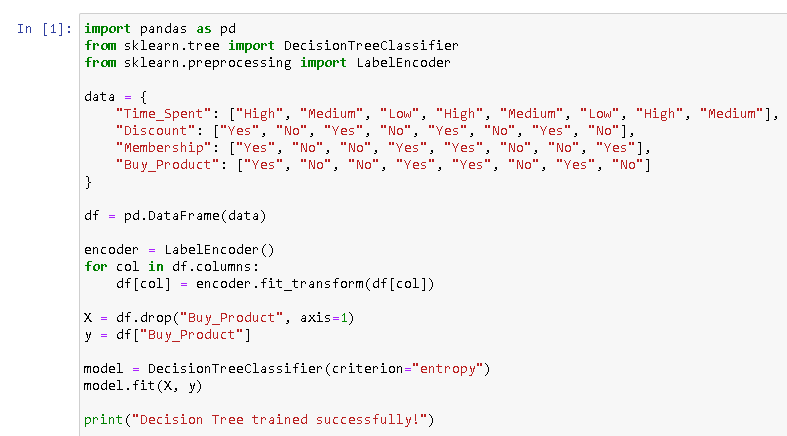 In [1]: import pandas as pd
from sklearn.tree import DecisionTreeClassifier
from sklearn.preprocessing import LabelEncoder

data = {
    "Time_Spent": ["High", "Medium", "Low", "High", "Medium", "Low", "High", "Medium"],
    "Discount": ["Yes", "No", "Yes", "No", "Yes", "No", "Yes", "No"],
    "Membership": ["Yes", "No", "No", "Yes", "Yes", "No", "No", "Yes"],
    "Buy_Product": ["Yes", "No", "No", "Yes", "Yes", "No", "Yes", "No"]
}

df = pd.DataFrame(data)

encoder = LabelEncoder()
for col in df.columns:
    df[col] = encoder.fit_transform(df[col])

X = df.drop("Buy_Product", axis=1)
y = df["Buy_Product"]

model = DecisionTreeClassifier(criterion="entropy")
model.fit(X, y)

print("Decision Tree trained successfully!")